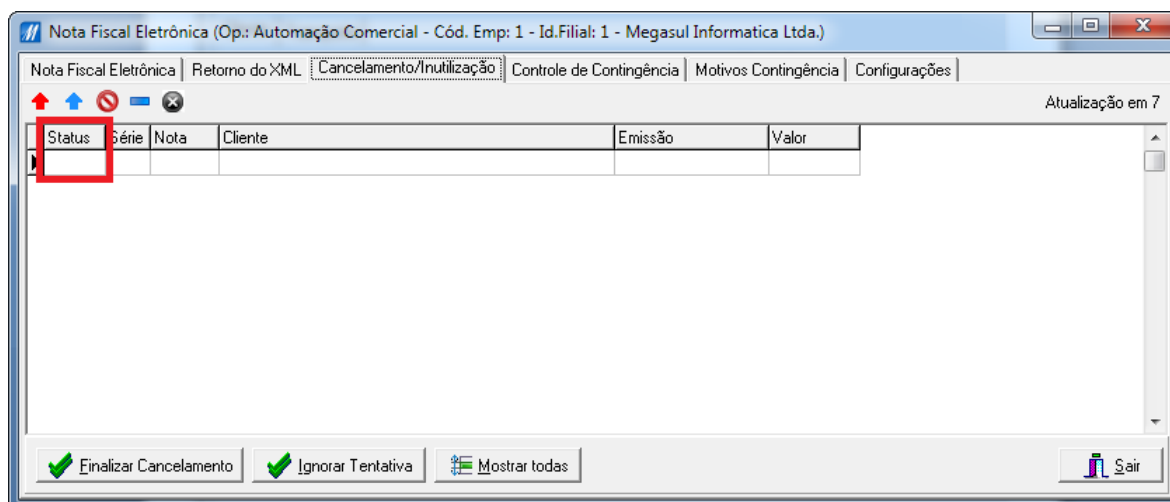 Nota Fiscal Eletrônica (Op.: Automação Comercial - Cód. Emp: 1 - Id.Filial: 1 - Megasul Informatica Ltda.)
Nota Fiscal Eletrônica Retorno do XML Cancelamento/Inutilização Controle de Contingência Motivos Contingência Configurações
Atualização em 7
Status Série Nota Cliente Emissão Valor
Finalizar Cancelamento Ignorar Tentativa Mostrar todas Sair